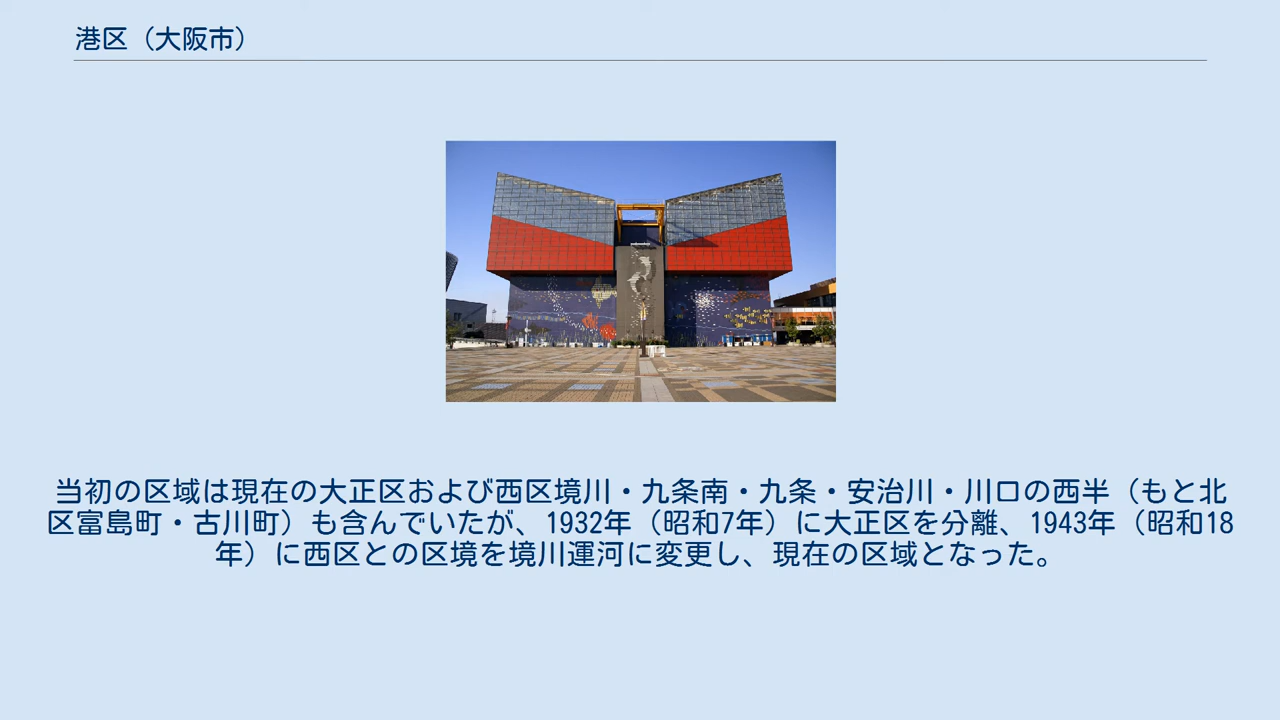 港区（大阪市）
当初の区域は現在の大正区および西区境川・九条南・九条・安治川・川口の西半（もと北
区富島町・古川町）も含んでいたが、1932年（昭和7年）に大正区を分離、1943年（昭和18
年）に西区との区境を境川運河に変更し、現在の区域となった。